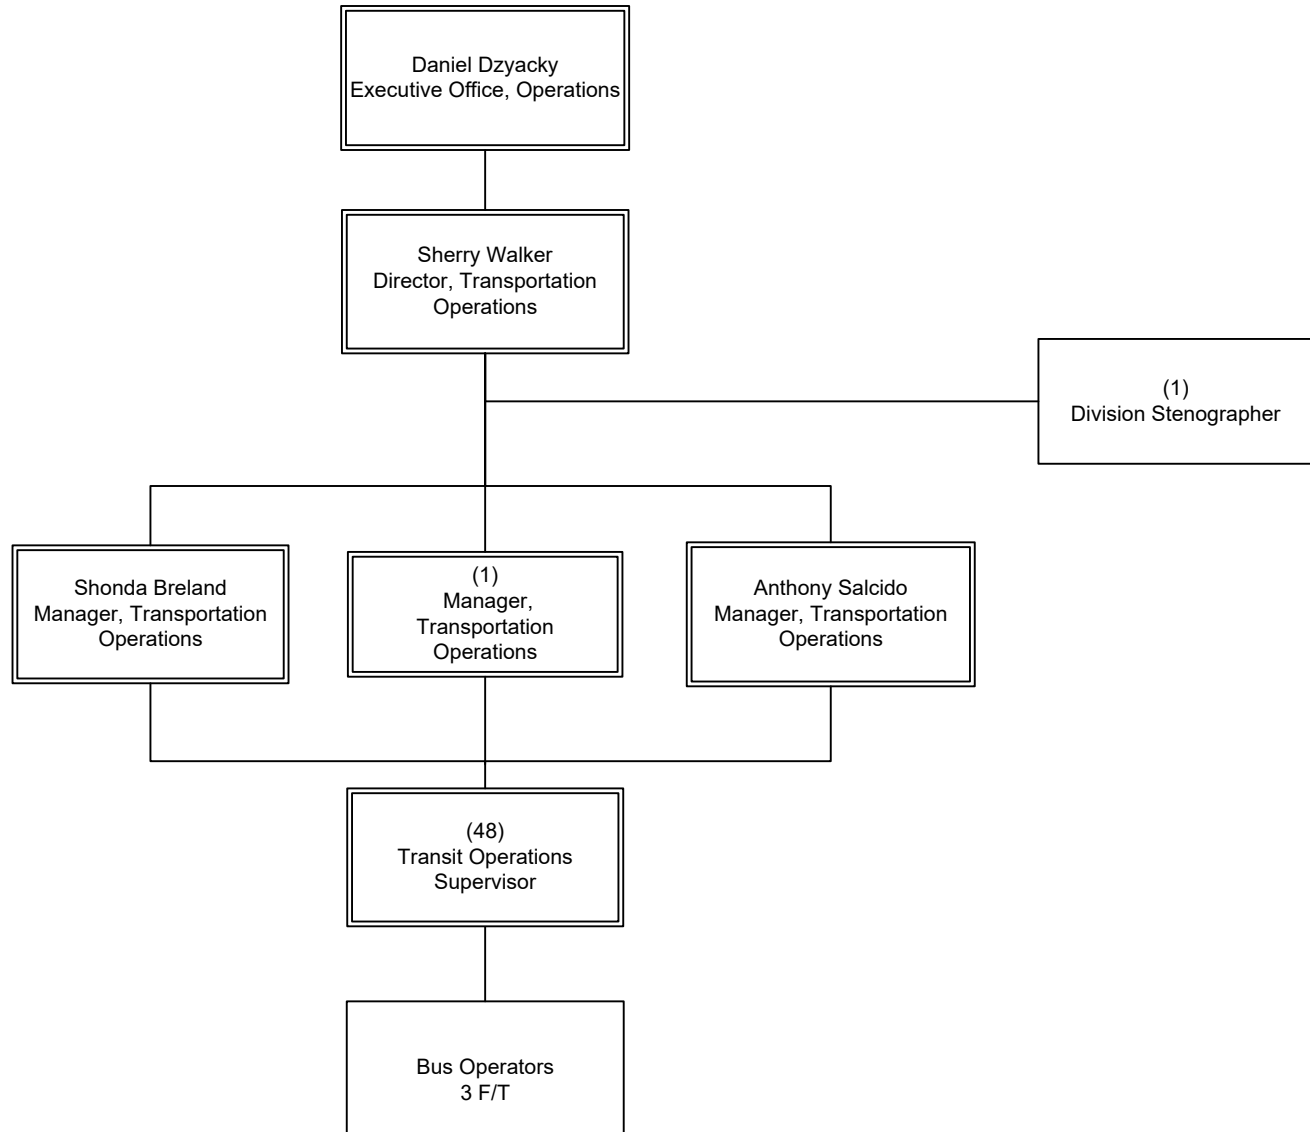 Daniel Dzyacky
Executive Office, Operations
Sherry Walker
Director, Transportation
Operations
(1)
Division Stenographer
Shonda Breland
Manager, Transportation
Operations
(1)
Manager,
Transportation
Operations
Anthony Salcido
Manager, Transportation
Operations
(48)
Transit Operations
Supervisor
Bus Operators
3 F/T